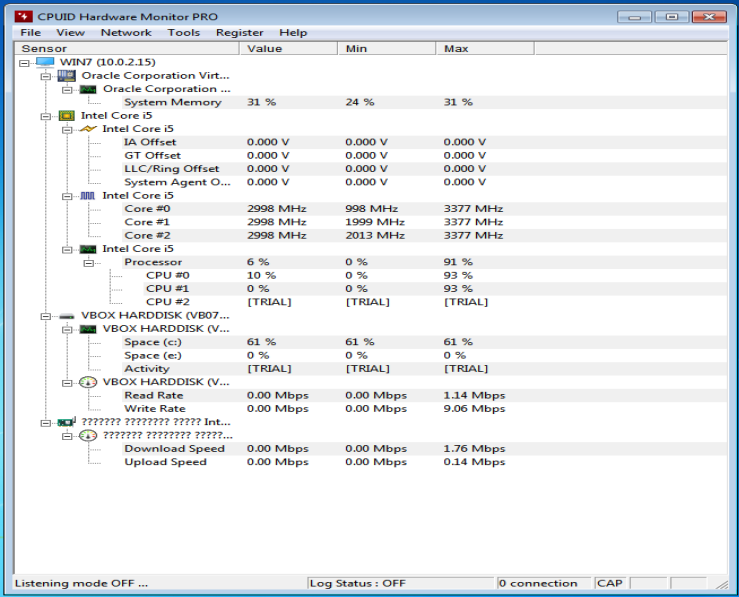 CPUID Hardware Monitor PRO
File View Network Tools Register Help
Sensor Value Min Max
WIN7 (10.0.2.15)
Oracle Corporation Virt...
Oracle Corporation ...
System Memory 31 % 24 % 31 %
Intel Core i5
Intel Core i5
IA Offset 0.000 V 0.000 V 0.000 V
GT Offset 0.000 V 0.000 V 0.000 V
LLC/Ring Offset 0.000 V 0.000 V 0.000 V
System Agent O... 0.000 V 0.000 V 0.000 V
Intel Core i5
Core #0 2998 MHz 998 MHz 3377 MHz
Core #1 2998 MHz 1999 MHz 3377 MHz
Core #2 2998 MHz 2013 MHz 3377 MHz
Intel Core i5
Processor 6 % 0 % 91 %
CPU #0 10 % 0 % 93 %
CPU #1 0 % 0 % 93 %
CPU #2 [TRIAL] [TRIAL] [TRIAL]
VBOX HARDDISK (VB07...
VBOX HARDDISK (V...
Space (c:) 61 % 61 % 61 %
Space (e:) 0 % 0 % 0 %
Activity [TRIAL] [TRIAL] [TRIAL]
VBOX HARDDISK (V...
Read Rate 0.00 Mbps 0.00 Mbps 1.14 Mbps
Write Rate 0.00 Mbps 0.00 Mbps 9.06 Mbps
??????? ???????? ????? Int...
??????? ???????? ?????...
Download Speed 0.00 Mbps 0.00 Mbps 1.76 Mbps
Upload Speed 0.00 Mbps 0.00 Mbps 0.14 Mbps
Listening mode OFF ... Log Status : OFF 0 connection CAP